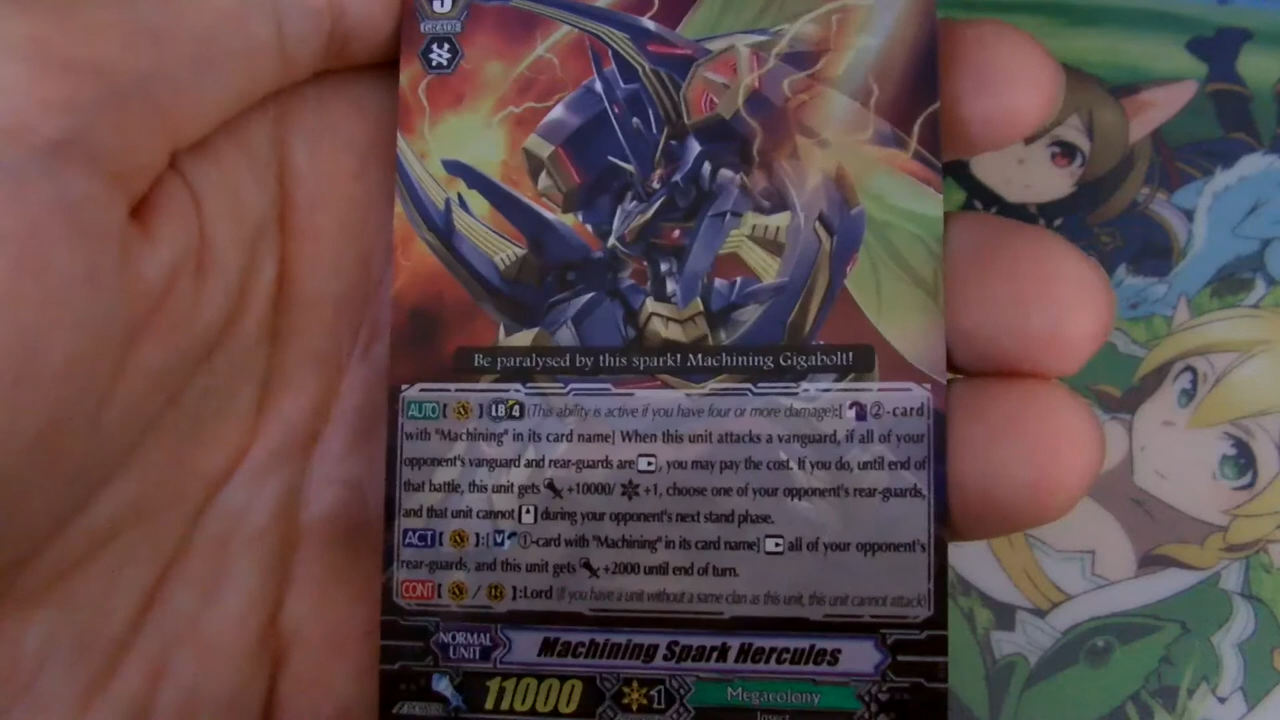 3
GRADE
Be paralysed by this spark! Machining Gigabolt!
AUTO [ ] LB 4 (This ability is active if you have four or more damage):[ ②-card
with "Machining" in its card name] When this unit attacks a vanguard, if all of your
opponent's vanguard and rear-guards are , you may pay the cost. If you do, until end of
that battle, this unit gets +10000/ +1, choose one of your opponent's rear-guards,
and that unit cannot during your opponent's next stand phase.
ACT [ ]:[ V ①-card with "Machining" in its card name] all of your opponent's
rear-guards, and this unit gets +2000 until end of turn.
CONT [ / ]:Lord (If you have a unit without a same clan as this unit, this unit cannot attack)
NORMAL
UNIT
Machining Spark Hercules
11000
1
Megacolony
Insect